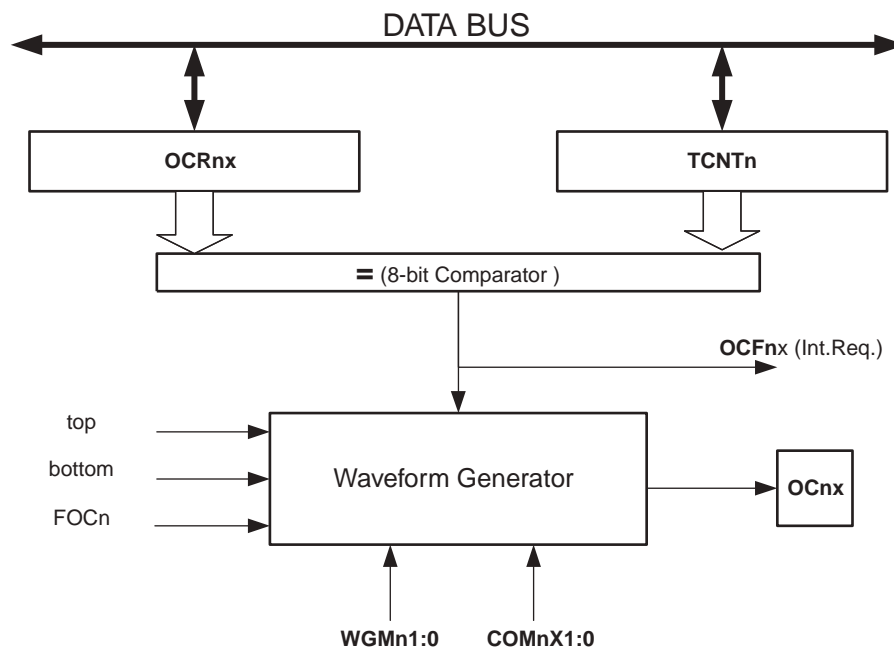 DATA BUS
OCRnx
TCNTn
= (8-bit Comparator )
OCFnx (Int.Req.)
top
bottom
FOCn
Waveform Generator
OCnx
WGMn1:0
COMnX1:0